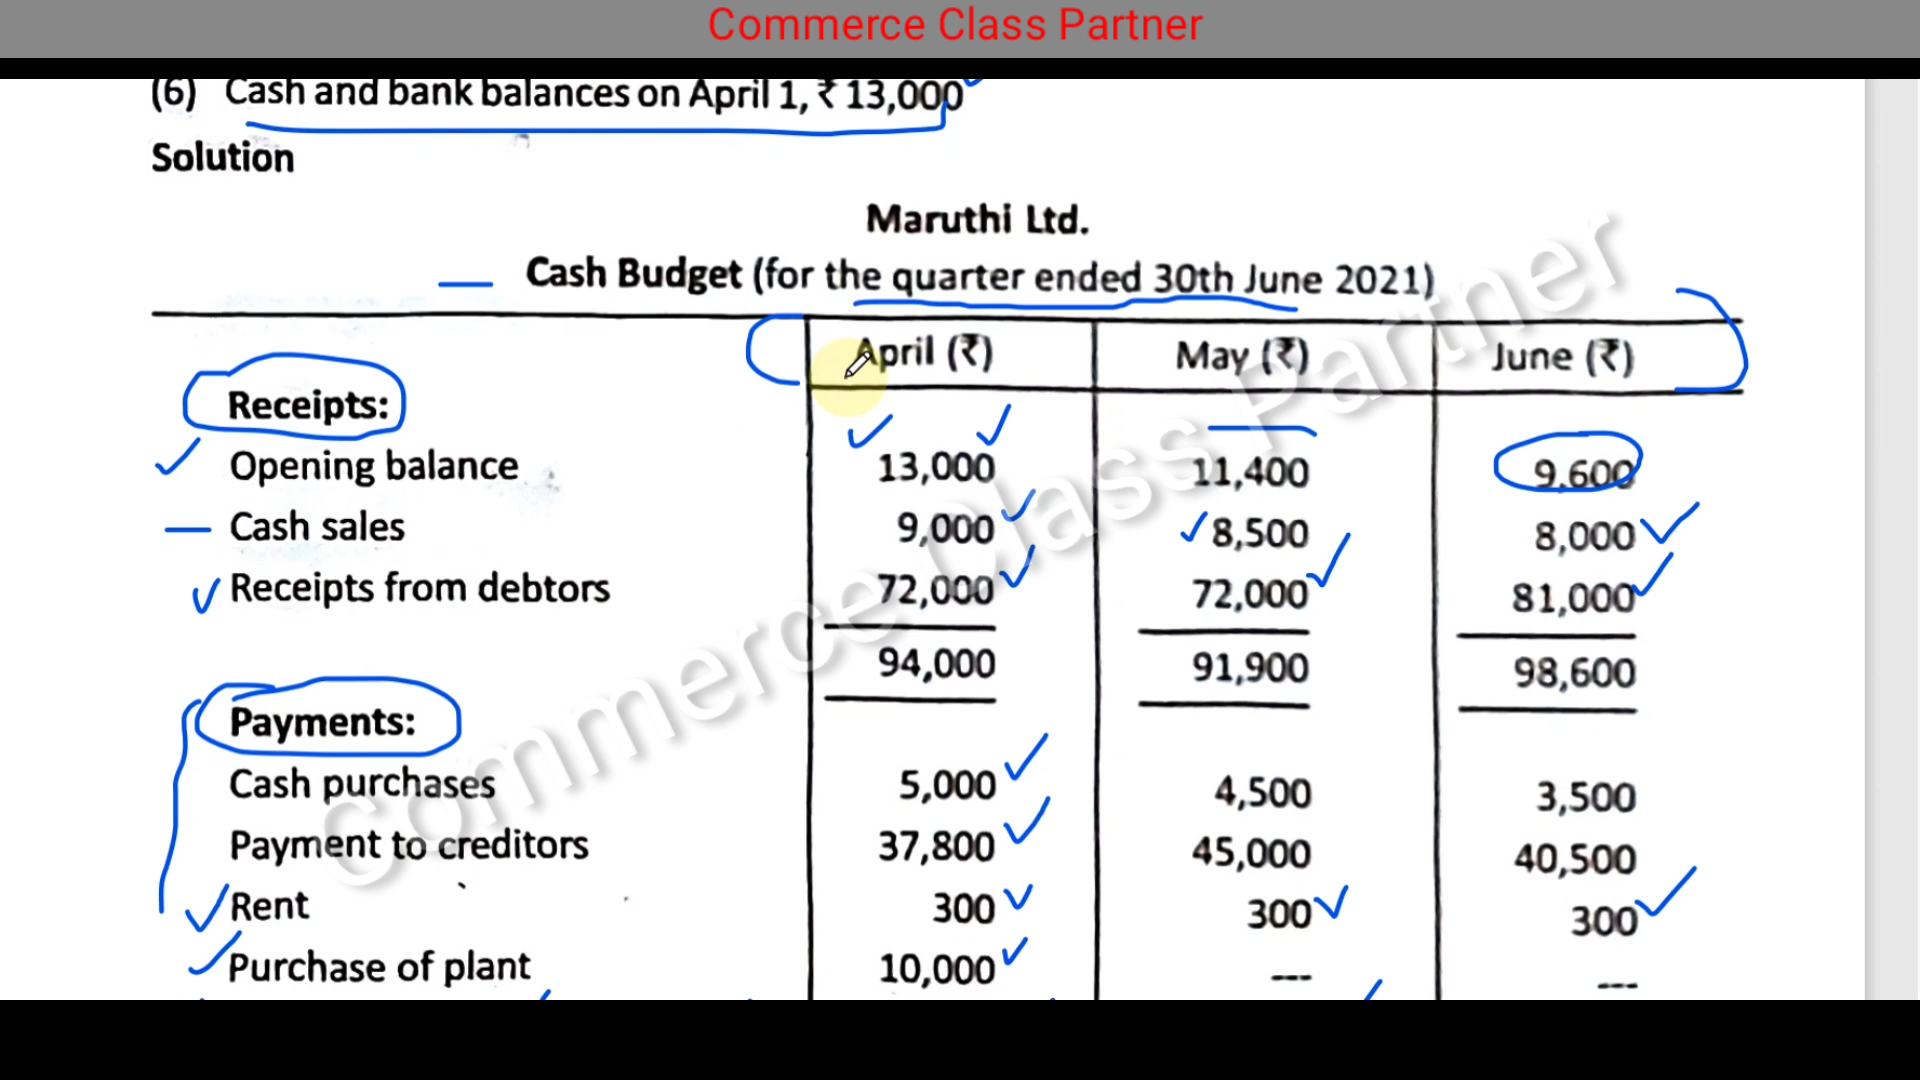 Commerce Class Partner
(6) Cash and bank balances on April 1, ₹ 13,000
Solution
Maruthi Ltd.
Cash Budget (for the quarter ended 30th June 2021)
April (₹) May (₹) June (₹)
Receipts:
Opening balance 13,000 11,400 9,600
Cash sales 9,000 8,500 8,000
Receipts from debtors 72,000 72,000 81,000
94,000 91,900 98,600
Payments:
Cash purchases 5,000 4,500 3,500
Payment to creditors 37,800 45,000 40,500
Rent 300 300 300
Purchase of plant 10,000 --- ---
Commerce Class Partner